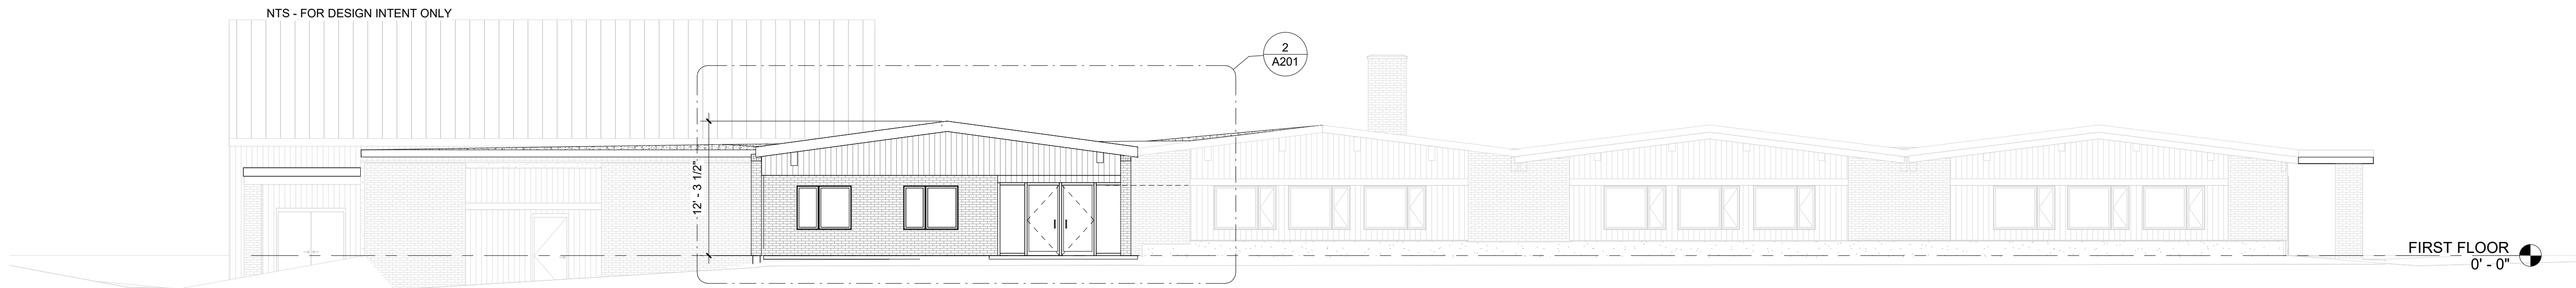 NTS - FOR DESIGN INTENT ONLY
2
A201
12' - 3 1/2"
FIRST FLOOR
0' - 0"